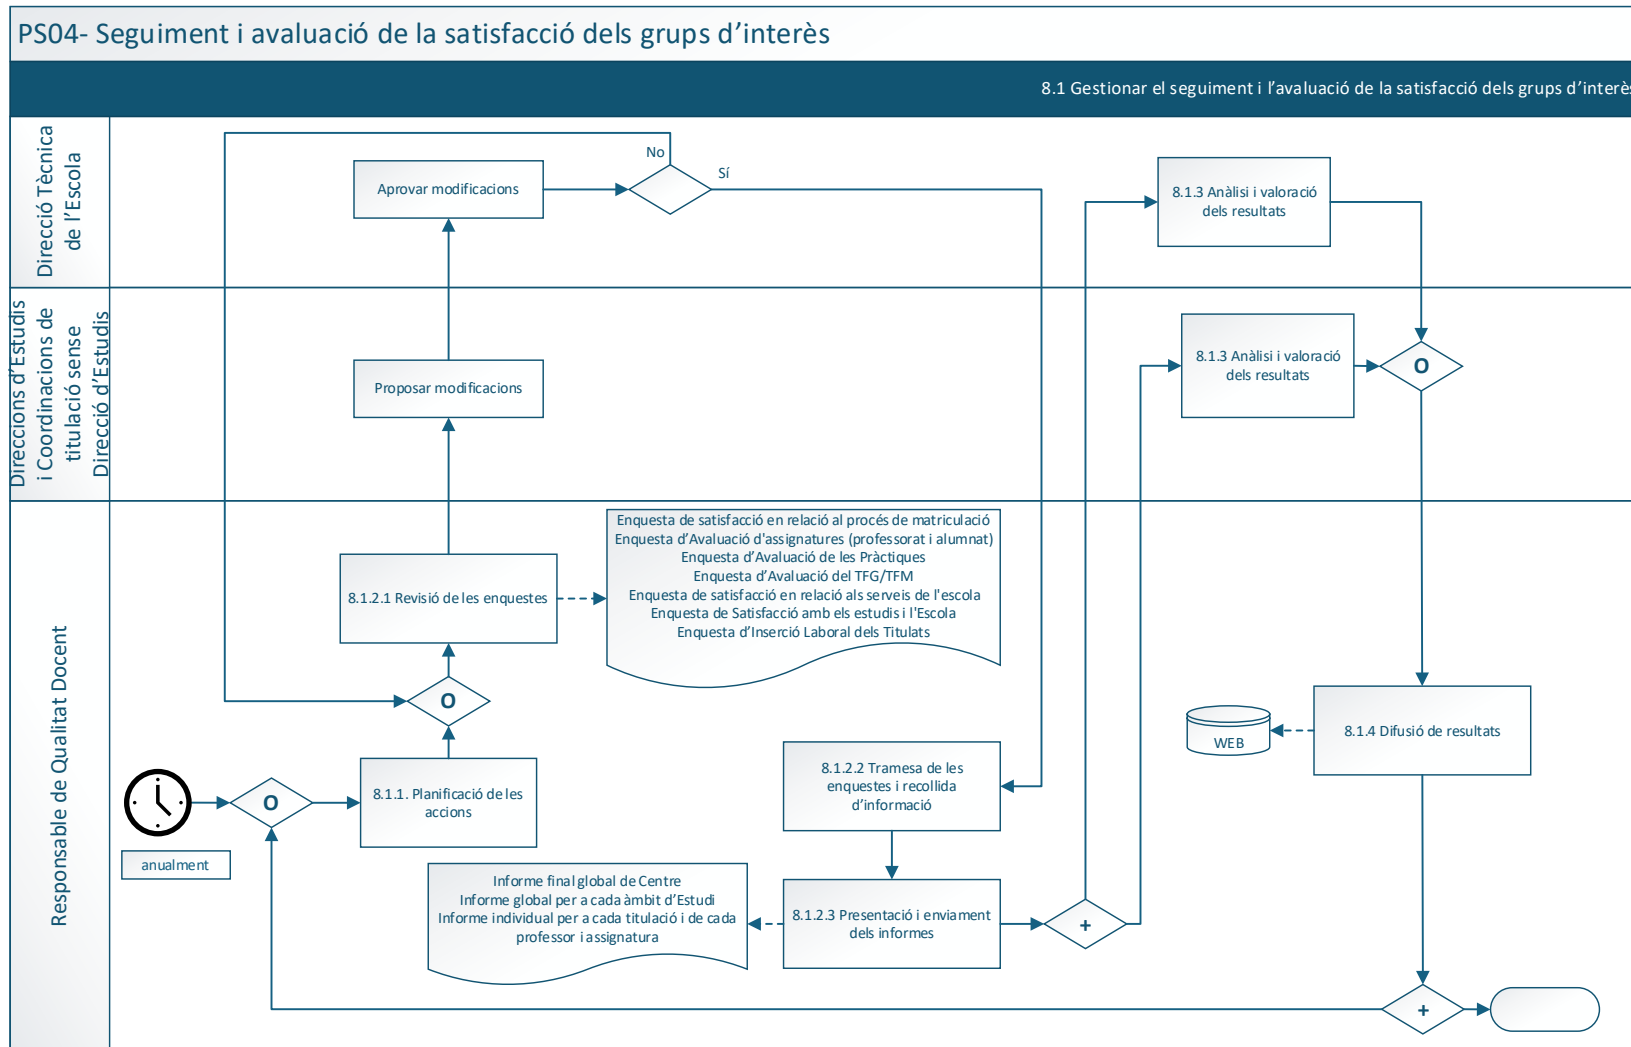 PS04- Seguiment i avaluació de la satisfacció dels grups d’interès
8.1 Gestionar el seguiment i l’avaluació de la satisfacció dels grups d’interès
Direcció Tècnica
de l’Escola
No
Sí
Aprovar modificacions
8.1.3 Anàlisi i valoració
dels resultats
Direccions d’Estudis
i Coordinacions de
titulació sense
Direcció d’Estudis
Proposar modificacions
8.1.3 Anàlisi i valoració
dels resultats
O
Responsable de Qualitat Docent
Enquesta de satisfacció en relació al procés de matriculació
Enquesta d’Avaluació d'assignatures (professorat i alumnat)
Enquesta d’Avaluació de les Pràctiques
Enquesta d’Avaluació del TFG/TFM
Enquesta de satisfacció en relació als serveis de l'escola
Enquesta de Satisfacció amb els estudis i l'Escola
Enquesta d’Inserció Laboral dels Titulats
8.1.2.1 Revisió de les enquestes
O
8.1.4 Difusió de resultats
WEB
8.1.2.2 Tramesa de les
enquestes i recollida
d’informació
O
8.1.1. Planificació de les
accions
anualment
Informe final global de Centre
Informe global per a cada àmbit d’Estudi
Informe individual per a cada titulació i de cada
professor i assignatura
8.1.2.3 Presentació i enviament
dels informes
+
+